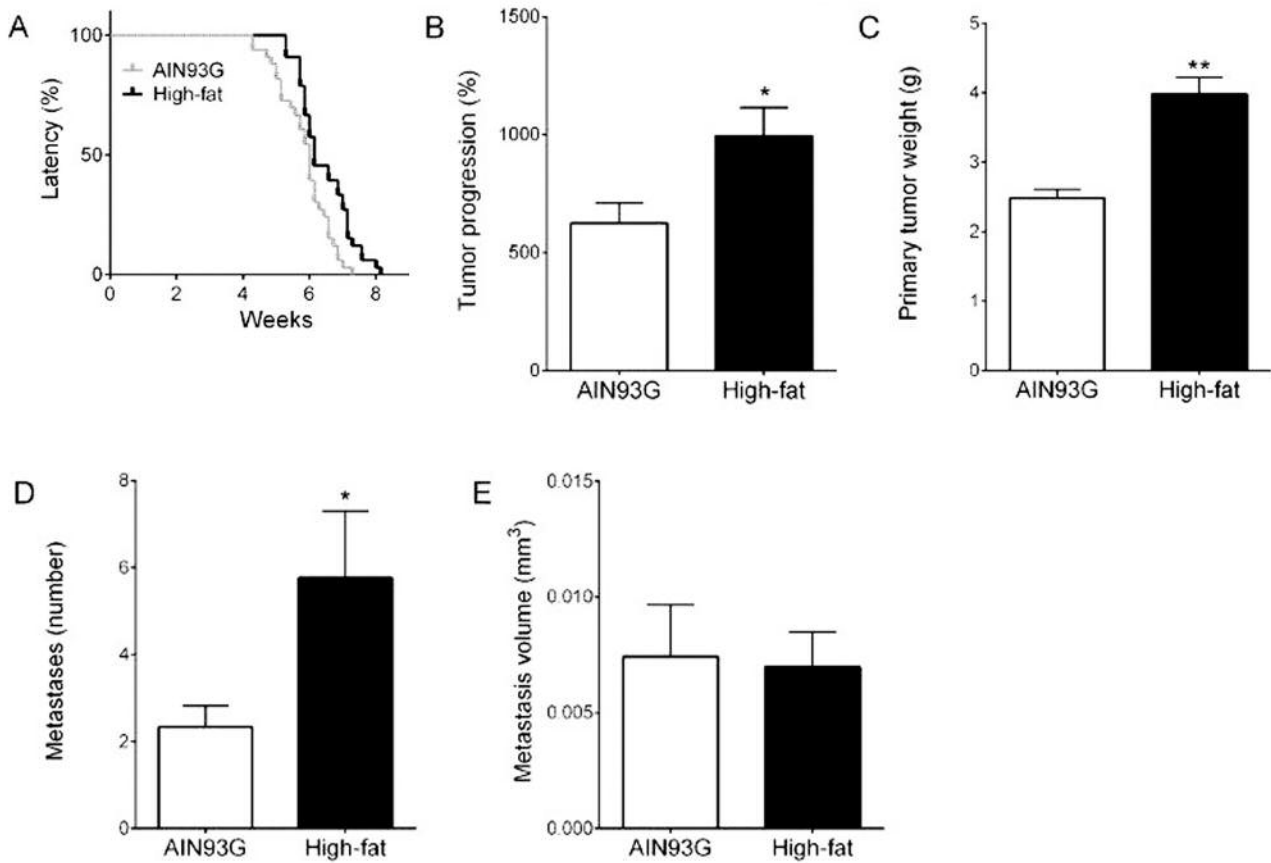 A
Latency (%)
100
50
0
AIN93G
High-fat
0 2 4 6 8
Weeks
B
Tumor progression (%)
1500
1000
500
0
*
AIN93G High-fat
C
Primary tumor weight (g)
5
4
3
2
1
0
**
AIN93G High-fat
D
Metastases (number)
8
6
4
2
0
*
AIN93G High-fat
E
Metastasis volume (mm³)
0.015
0.010
0.005
0.000
AIN93G High-fat